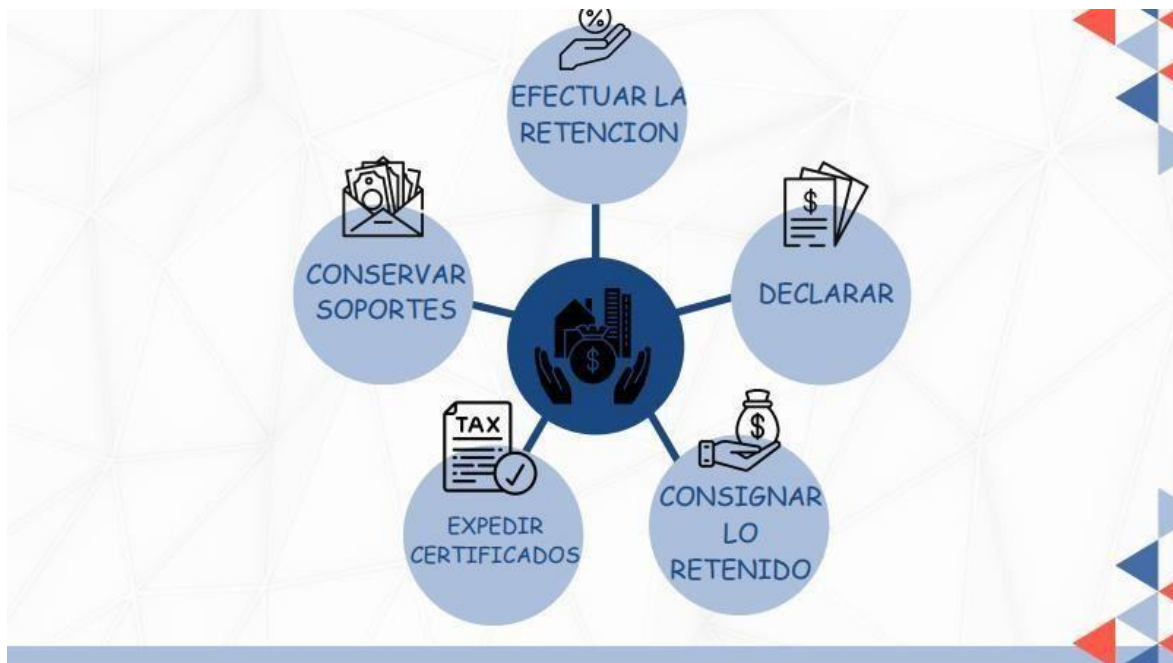 %
EFECTUAR LA
RETENCION
$
DECLARAR
$
CONSIGNAR
LO
RETENIDO
TAX
EXPEDIR
CERTIFICADOS
CONSERVAR
SOPORTES
$